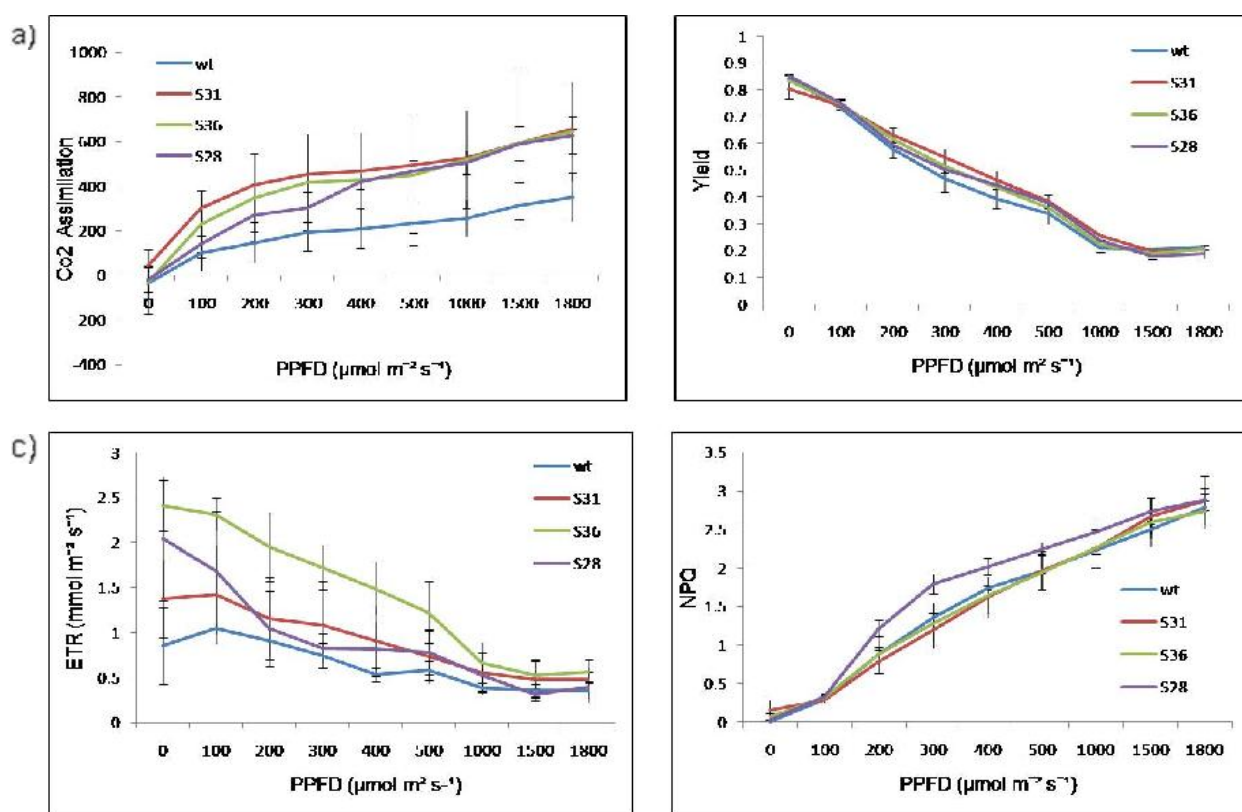 a)
Co2 Assimilation
1000
800
600
400
200
0
200
-400
wt
S31
S36
S28
0 100 200 300 400 500 1000 1500 1800
PPFD (µmol m⁻² s⁻¹)
Yield
1
0.9
0.8
0.7
0.6
0.5
0.4
0.3
0.2
0.1
0
wt
S31
S36
S28
0 100 200 300 400 500 1000 1500 1800
PPFD (µmol m² s⁻¹)
c)
ETR (mmol m⁻² s⁻¹)
3
2.5
2
1.5
1
0.5
0
wt
S31
S36
S28
0 100 200 300 400 500 1000 1500 1800
PPFD (µmol m² s-¹)
NPQ
3.5
3
2.5
2
1.5
1
0.5
0
wt
S31
S36
S28
0 100 200 300 400 500 1000 1500 1800
PPFD (µmol m⁻² s⁻¹)